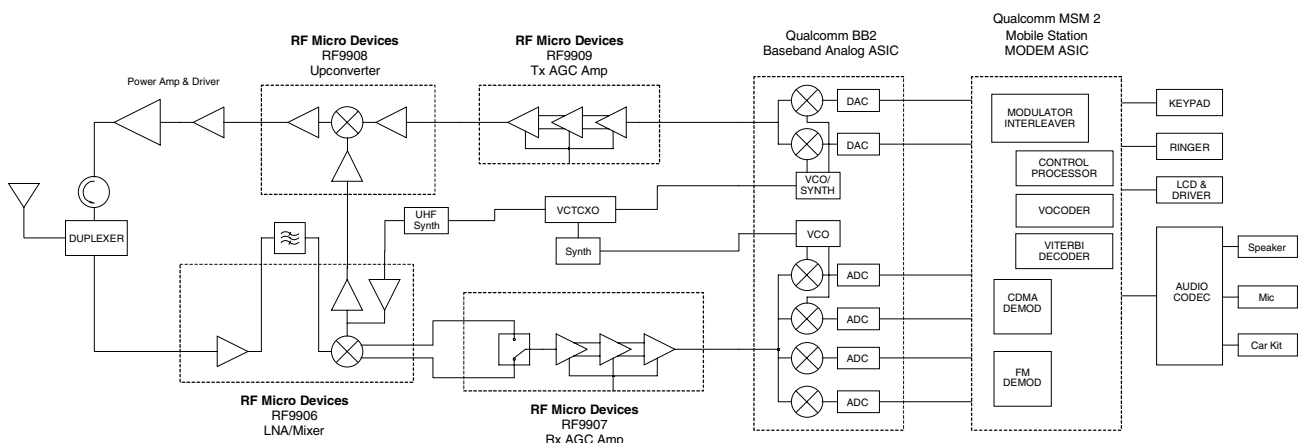 Qualcomm MSM 2
Mobile Station
MODEM ASIC
Qualcomm BB2
Baseband Analog ASIC
RF Micro Devices
RF9908
Upconverter
RF Micro Devices
RF9909
Tx AGC Amp
Power Amp & Driver
DAC
DAC
MODULATOR
INTERLEAVER
KEYPAD
RINGER
CONTROL
PROCESSOR
VCO/
SYNTH
LCD &
DRIVER
VOCODER
UHF
Synth
VCTCXO
DUPLEXER
Synth
VCO
VITERBI
DECODER
Speaker
ADC
ADC
ADC
ADC
CDMA
DEMOD
FM
DEMOD
AUDIO
CODEC
Mic
Car Kit
RF Micro Devices
RF9906
LNA/Mixer
RF Micro Devices
RF9907
Rx AGC Amp